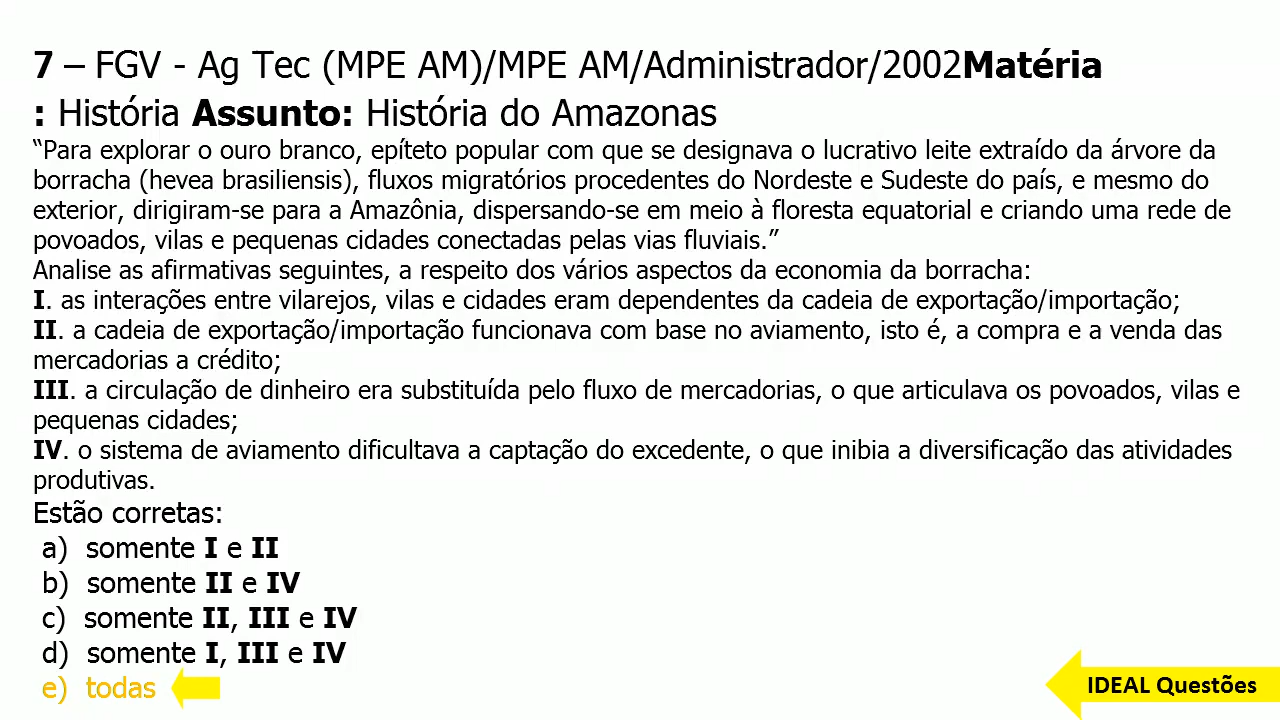 7 – FGV - Ag Tec (MPE AM)/MPE AM/Administrador/2002Matéria
: História Assunto: História do Amazonas
“Para explorar o ouro branco, epíteto popular com que se designava o lucrativo leite extraído da árvore da
borracha (hevea brasiliensis), fluxos migratórios procedentes do Nordeste e Sudeste do país, e mesmo do
exterior, dirigiram-se para a Amazônia, dispersando-se em meio à floresta equatorial e criando uma rede de
povoados, vilas e pequenas cidades conectadas pelas vias fluviais.”
Analise as afirmativas seguintes, a respeito dos vários aspectos da economia da borracha:
I. as interações entre vilarejos, vilas e cidades eram dependentes da cadeia de exportação/importação;
II. a cadeia de exportação/importação funcionava com base no aviamento, isto é, a compra e a venda das
mercadorias a crédito;
III. a circulação de dinheiro era substituída pelo fluxo de mercadorias, o que articulava os povoados, vilas e
pequenas cidades;
IV. o sistema de aviamento dificultava a captação do excedente, o que inibia a diversificação das atividades
produtivas.
Estão corretas:
a) somente I e II
b) somente II e IV
c) somente II, III e IV
d) somente I, III e IV
e) todas
IDEAL Questões